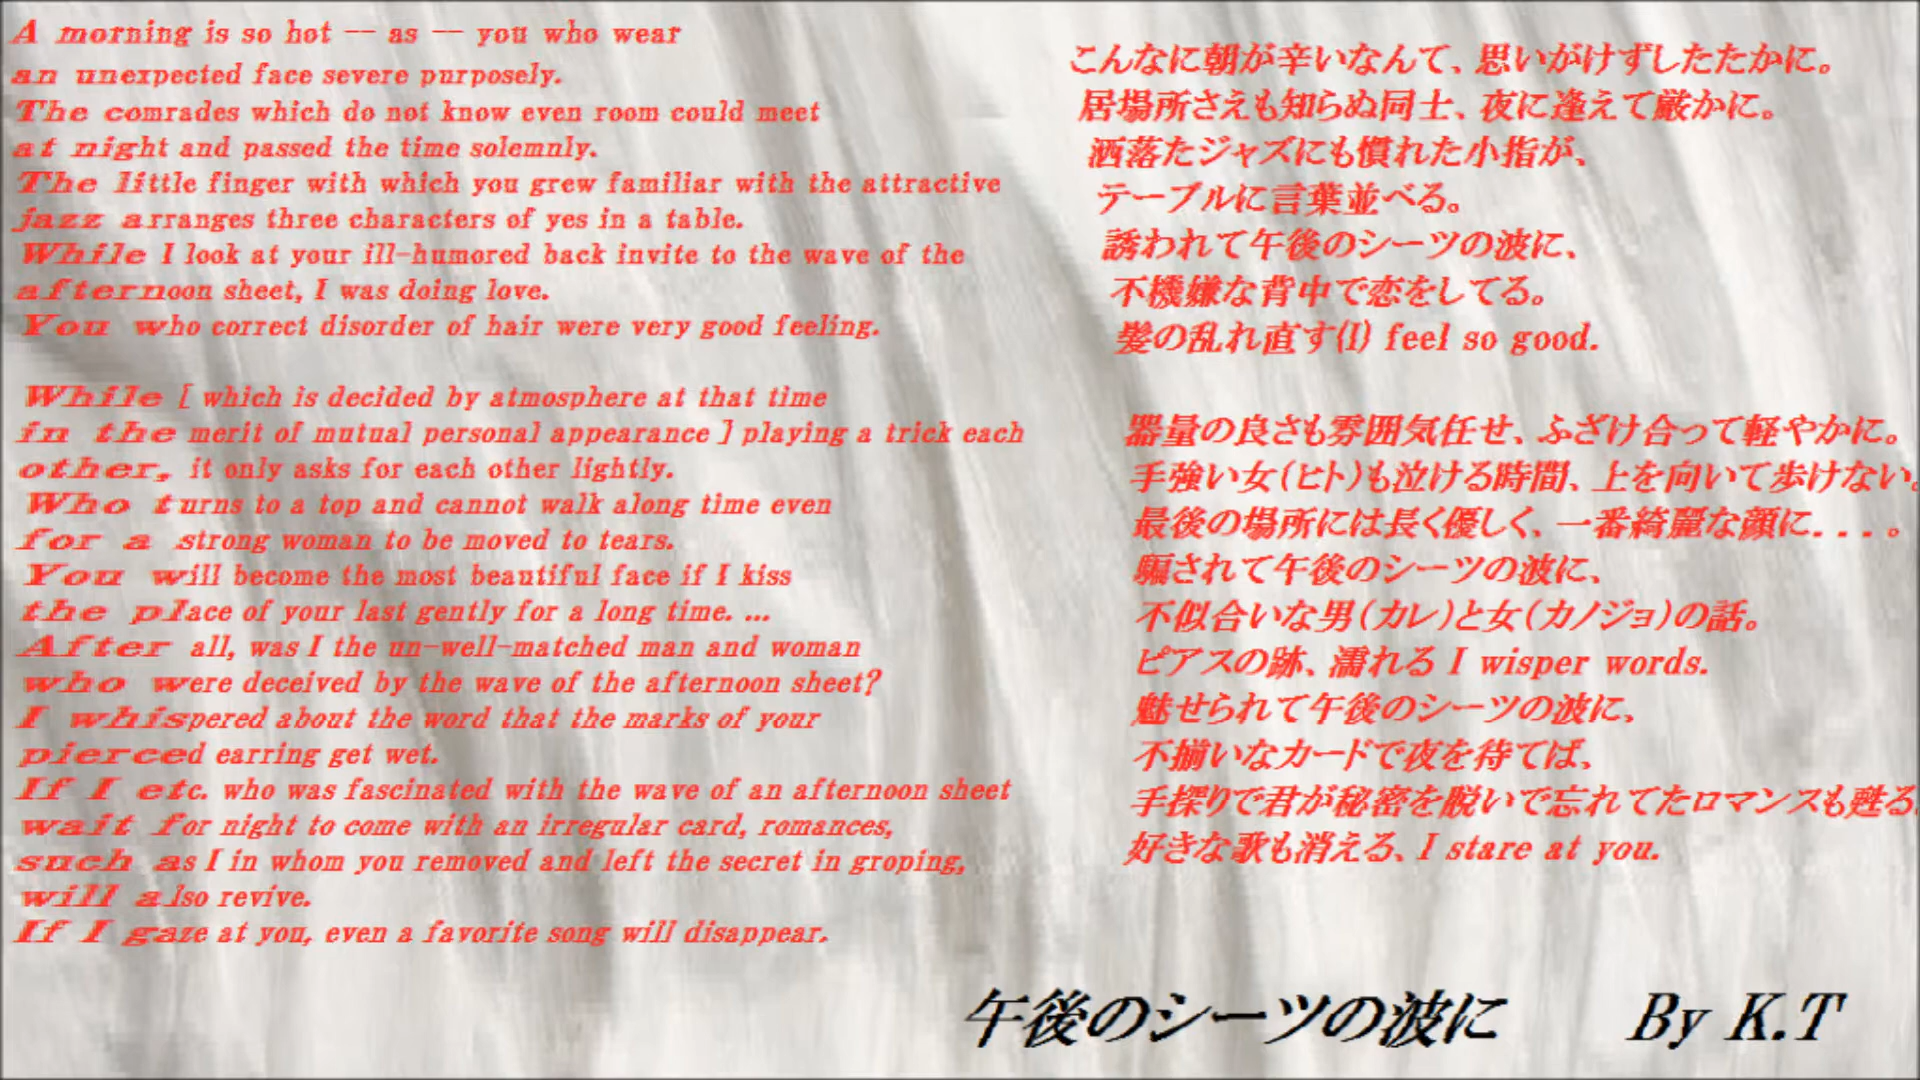 A morning is so hot -- as -- you who wear
an unexpected face severe purposely.
The comrades which do not know even room could meet
at night and passed the time solemnly.
The little finger with which you grew familiar with the attractive
jazz arranges three characters of yes in a table.
While I look at your ill-humored back invite to the wave of the
afternoon sheet, I was doing love.
You who correct disorder of hair were very good feeling.
While [ which is decided by atmosphere at that time
in the merit of mutual personal appearance ] playing a trick each
other, it only asks for each other lightly.
Who turns to a top and cannot walk along time even
for a strong woman to be moved to tears.
You will become the most beautiful face if I kiss
the place of your last gently for a long time. ...
After all, was I the un-well-matched man and woman
who were deceived by the wave of the afternoon sheet?
I whispered about the word that the marks of your
pierced earring get wet.
If I etc. who was fascinated with the wave of an afternoon sheet
wait for night to come with an irregular card, romances,
such as I in whom you removed and left the secret in groping,
will also revive.
If I gaze at you, even a favorite song will disappear.
こんなに朝が辛いなんて、思いがけずしたたかに。
居場所さえも知らぬ同士、夜に逢えて厳かに。
洒落たジャズにも慣れた小指が、
テーブルに言葉並べる。
誘われて午後のシーツの波に、
不機嫌な背中で恋をしてる。
髪の乱れ直す(I) feel so good.
器量の良さも雰囲気任せ、ふざけ合って軽やかに。
手強い女(ヒト)も泣ける時間、上を向いて歩けない。
最後の場所には長く優しく、一番綺麗な顔に...。
騙されて午後のシーツの波に、
不似合いな男(カレ)と女(カノジョ)の話。
ピアスの跡、濡れる I wisper words.
魅せられて午後のシーツの波に、
不揃いなカードで夜を待てば、
手探りで君が秘密を脱いで忘れてたロマンスも甦る
好きな歌も消える、I stare at you.
午後のシーツの波に By K.T